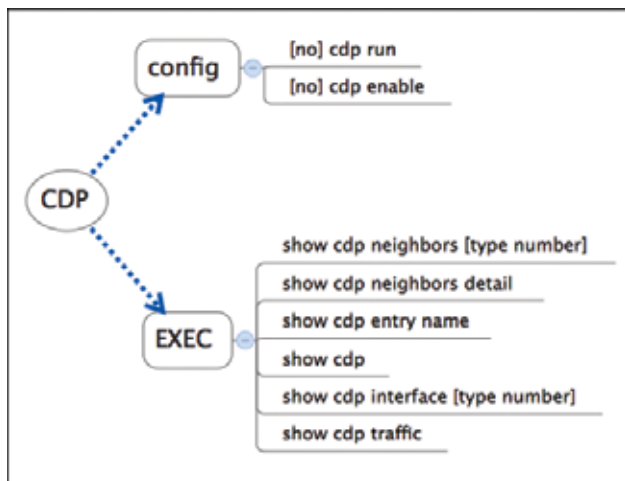 config
[no] cdp run
[no] cdp enable
CDP
EXEC
show cdp neighbors [type number]
show cdp neighbors detail
show cdp entry name
show cdp
show cdp interface [type number]
show cdp traffic